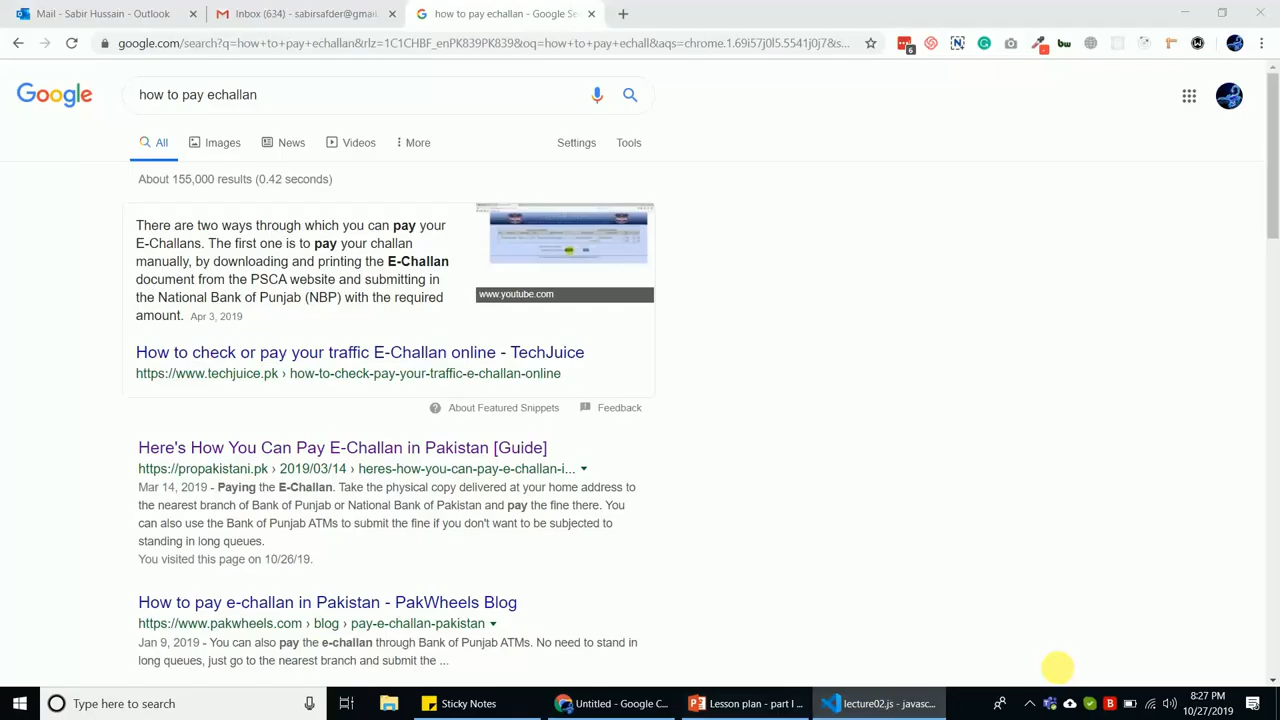 Mail - Sabir Hussain - Outlook
Inbox (634) - sabirsafder@gmail.
how to pay echallan - Google Se
google.com/search?q=how+to+pay+echallan&rlz=1C1CHBF_enPK839PK839&oq=how+to+pay+echall&aqs=chrome.1.69i57j0l5.5541j0j7&s...
6
bw
Google
how to pay echallan
All
Images
News
Videos
More
Settings
Tools
About 155,000 results (0.42 seconds)
There are two ways through which you can pay your
E-Challans. The first one is to pay your challan
manually, by downloading and printing the E-Challan
document from the PSCA website and submitting in
the National Bank of Punjab (NBP) with the required
amount. Apr 3, 2019
www.youtube.com
How to check or pay your traffic E-Challan online - TechJuice
https://www.techjuice.pk › how-to-check-pay-your-traffic-e-challan-online
About Featured Snippets
Feedback
Here's How You Can Pay E-Challan in Pakistan [Guide]
https://propakistani.pk › 2019/03/14 › heres-how-you-can-pay-e-challan-i...
Mar 14, 2019 - Paying the E-Challan. Take the physical copy delivered at your home address to
the nearest branch of Bank of Punjab or National Bank of Pakistan and pay the fine there. You
can also use the Bank of Punjab ATMs to submit the fine if you don't want to be subjected to
standing in long queues.
You visited this page on 10/26/19.
How to pay e-challan in Pakistan - PakWheels Blog
https://www.pakwheels.com › blog › pay-e-challan-pakistan
Jan 9, 2019 - You can also pay the e-challan through Bank of Punjab ATMs. No need to stand in
long queues, just go to the nearest branch and submit the ...
Type here to search
Sticky Notes
Untitled - Google C...
Lesson plan - part I ...
lecture02.js - javasc...
8:27 PM
10/27/2019